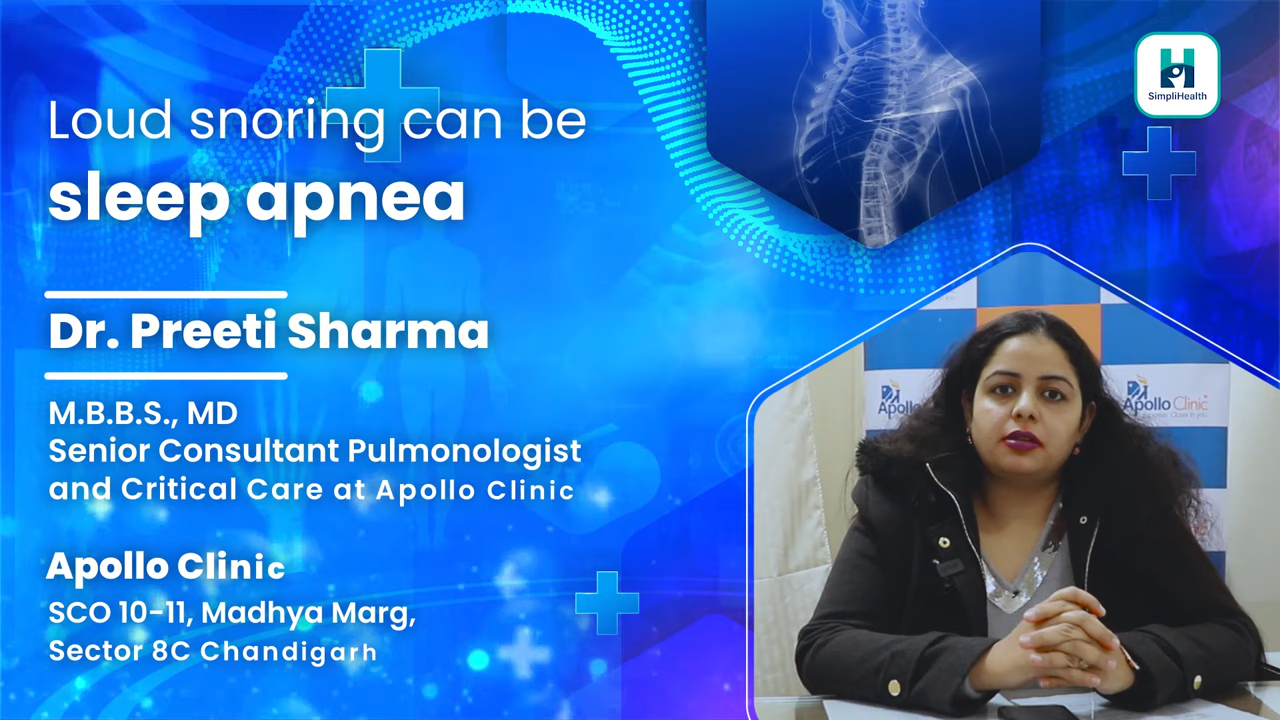 Loud snoring can be
sleep apnea
Dr. Preeti Sharma
M.B.B.S., MD
Senior Consultant Pulmonologist
and Critical Care at Apollo Clinic
Apollo Clinic
SCO 10-11, Madhya Marg,
Sector 8C Chandigarh
SimpliHealth
Apollo
Apollo Clinic